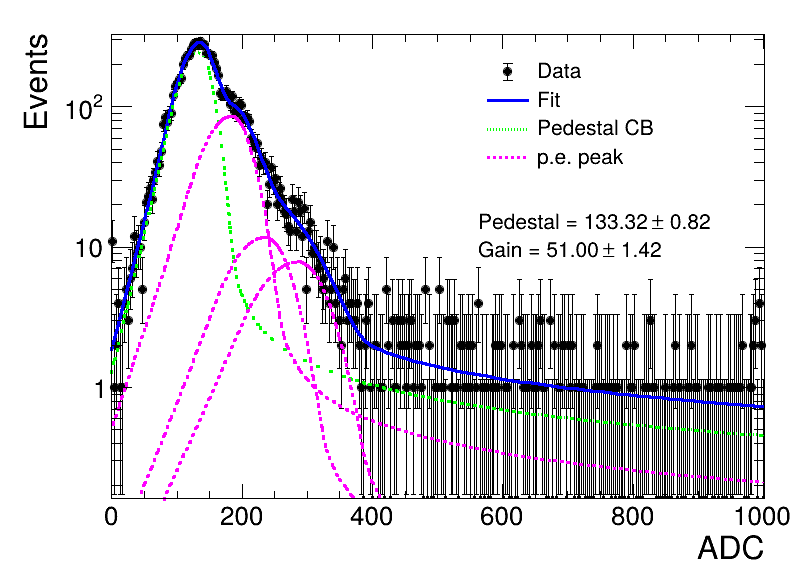 Events
Data
Fit
Pedestal CB
p.e. peak
Pedestal = 133.32 ± 0.82
Gain = 51.00 ± 1.42
10²
10
1
0 200 400 600 800 1000
ADC